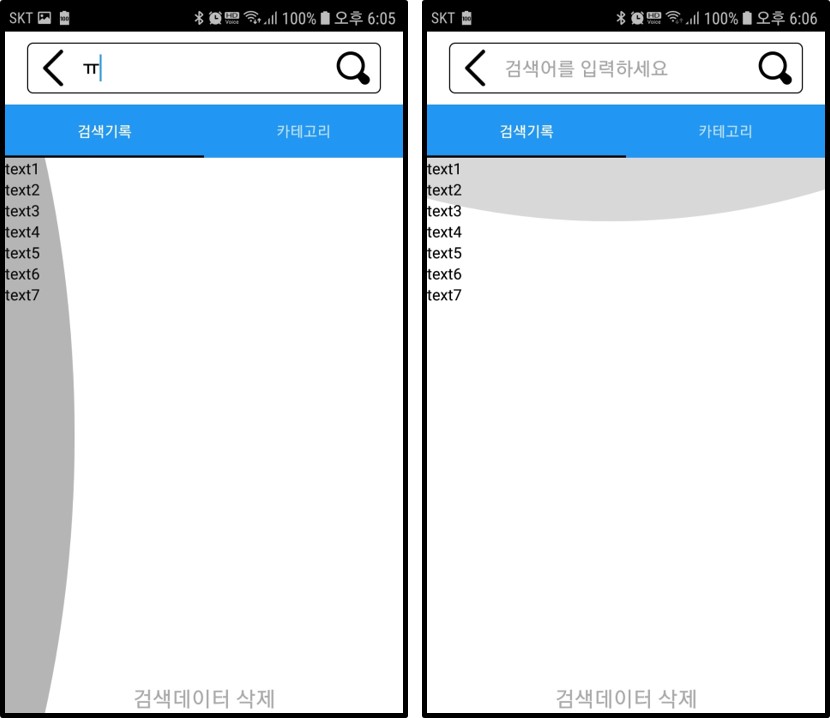 SKT 100% 오후 6:05
ㅠ
검색기록 카테고리
text1
text2
text3
text4
text5
text6
text7
검색데이터 삭제
SKT 100% 오후 6:06
검색어를 입력하세요
검색기록 카테고리
text1
text2
text3
text4
text5
text6
text7
검색데이터 삭제